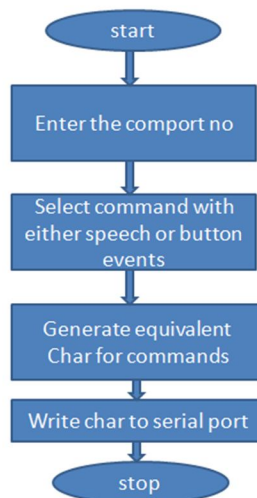 start
Enter the comport no
Select command with
either speech or button
events
Generate equivalent
Char for commands
Write char to serial port
stop